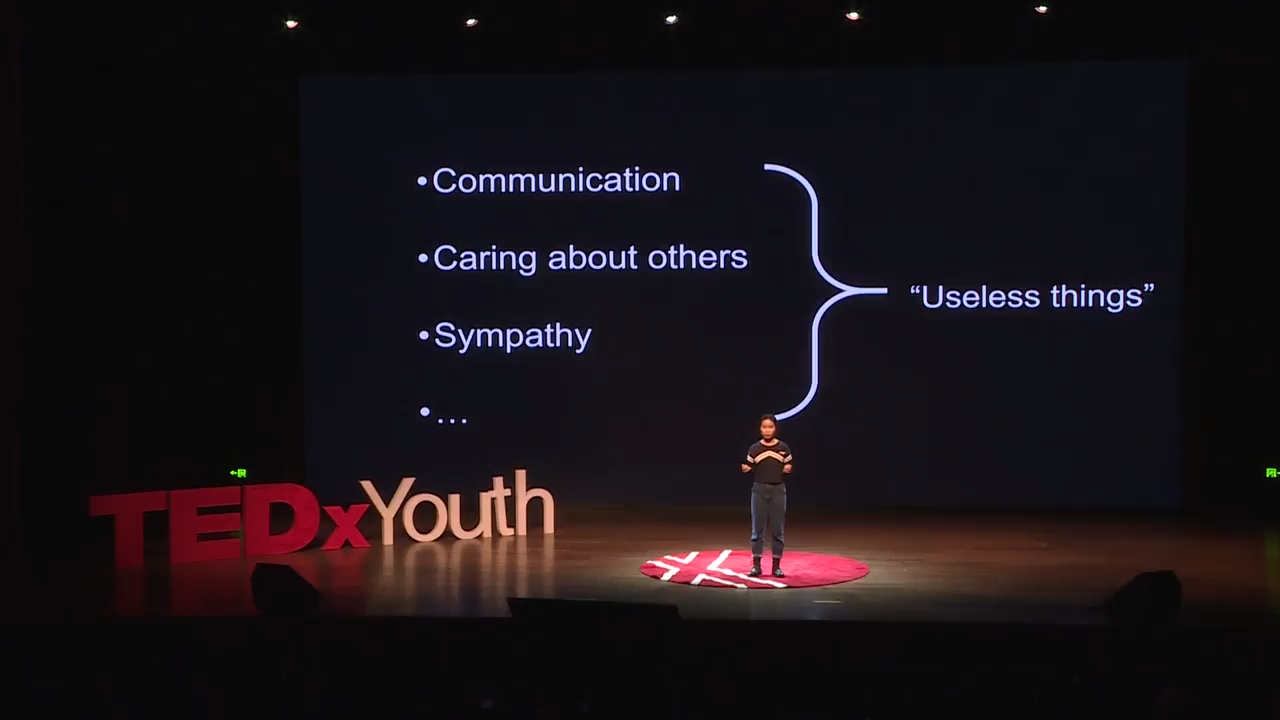 •Communication
•Caring about others
•Sympathy
•…
“Useless things”
TEDxYouth